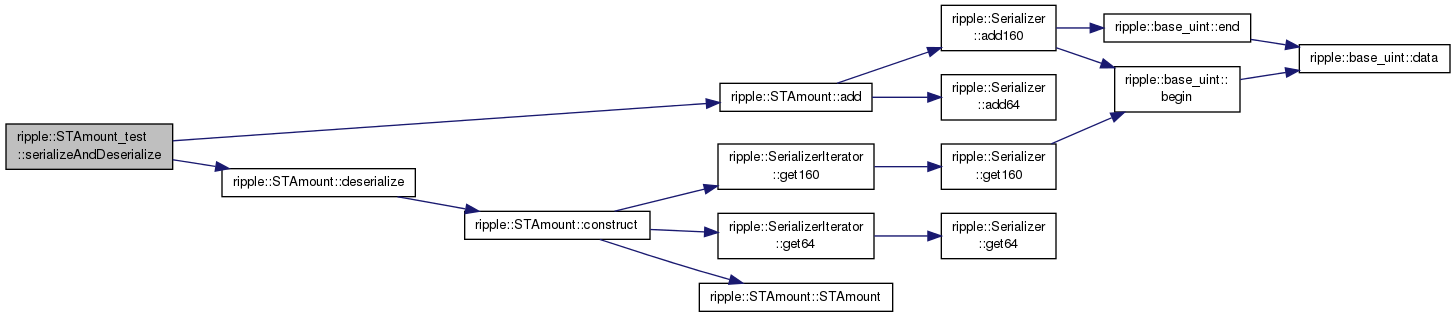 ripple::STAmount_test
::serializeAndDeserialize
ripple::STAmount::add
ripple::STAmount::deserialize
ripple::STAmount::construct
ripple::Serializer
::add160
ripple::Serializer
::add64
ripple::SerializerIterator
::get160
ripple::SerializerIterator
::get64
ripple::STAmount::STAmount
ripple::Serializer
::get160
ripple::Serializer
::get64
ripple::base_uint::end
ripple::base_uint::
begin
ripple::base_uint::data